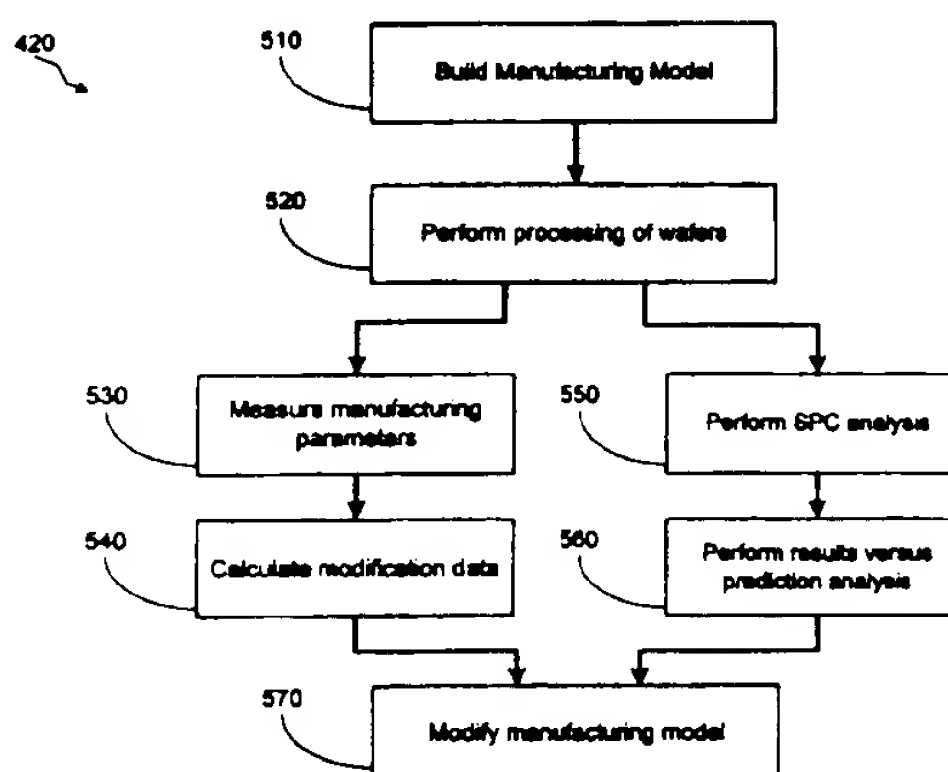 420
510
Build Manufacturing Model
520
Perform processing of wafers
530
Measure manufacturing
parameters
550
Perform SPC analysis
540
Calculate modification data
560
Perform results versus
prediction analysis
570
Modify manufacturing model